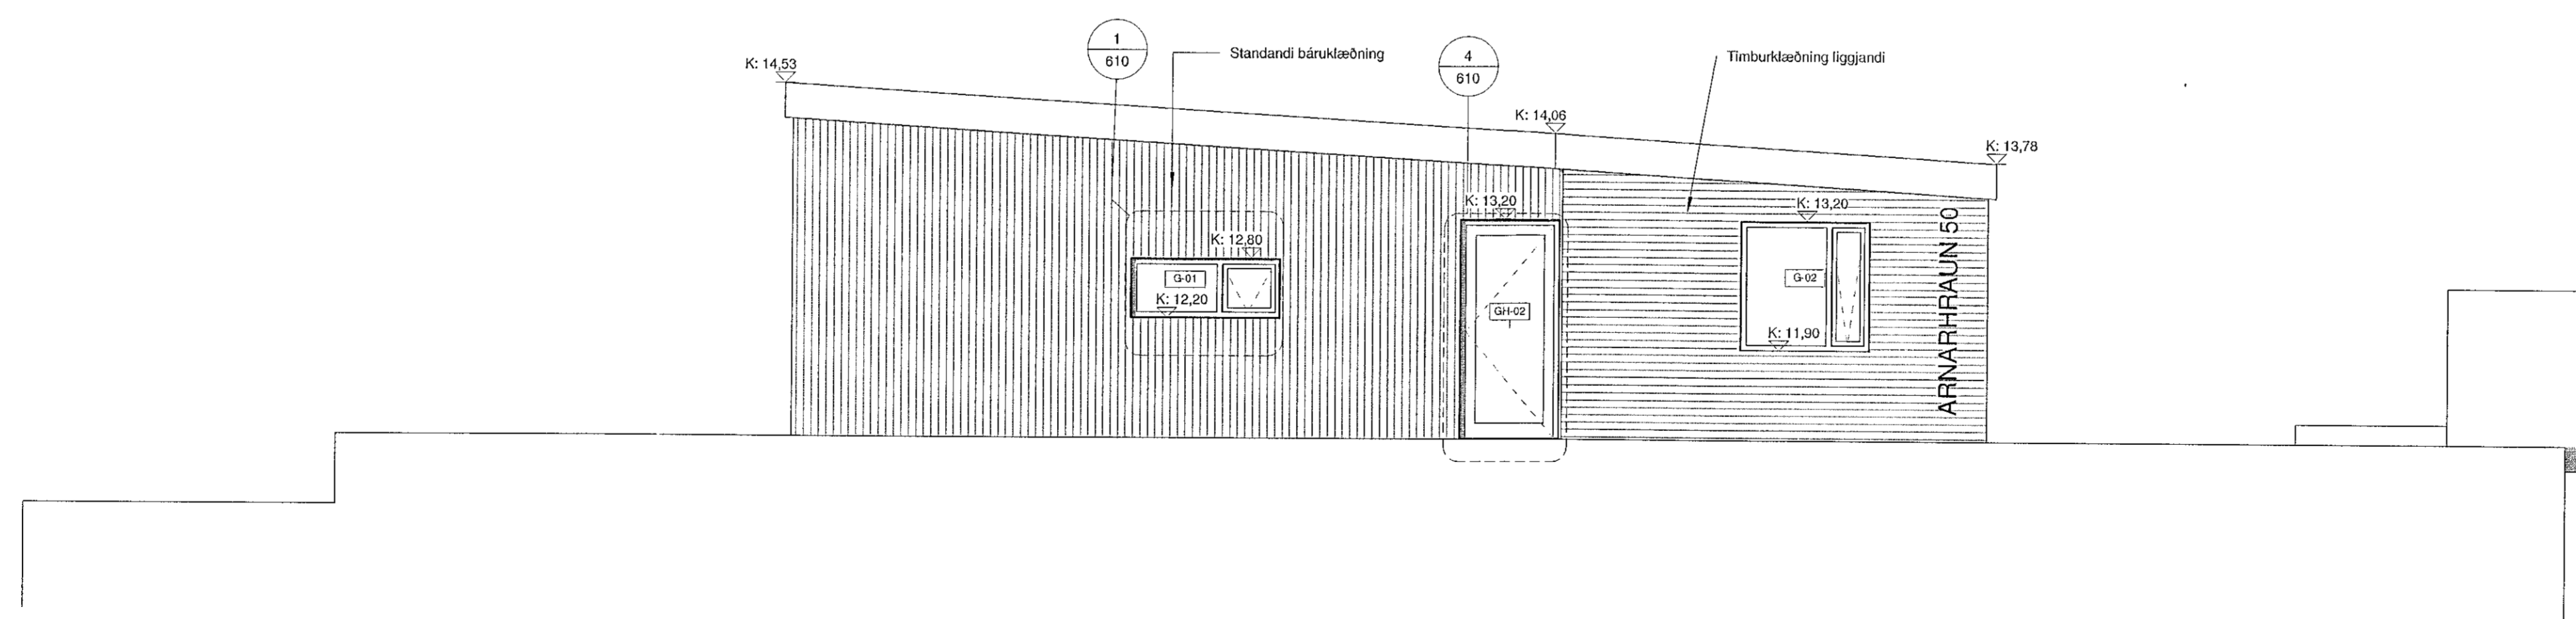 1
610
Standandi báruklæðning
4
610
Timburklæðning liggjandi
K: 14,53
K: 14,06
K: 13,78
K: 13,20
K: 13,20
K: 12,80
G-01
K: 12,20
GH-02
G-02
K: 11,90
ARNARHRAUN 50